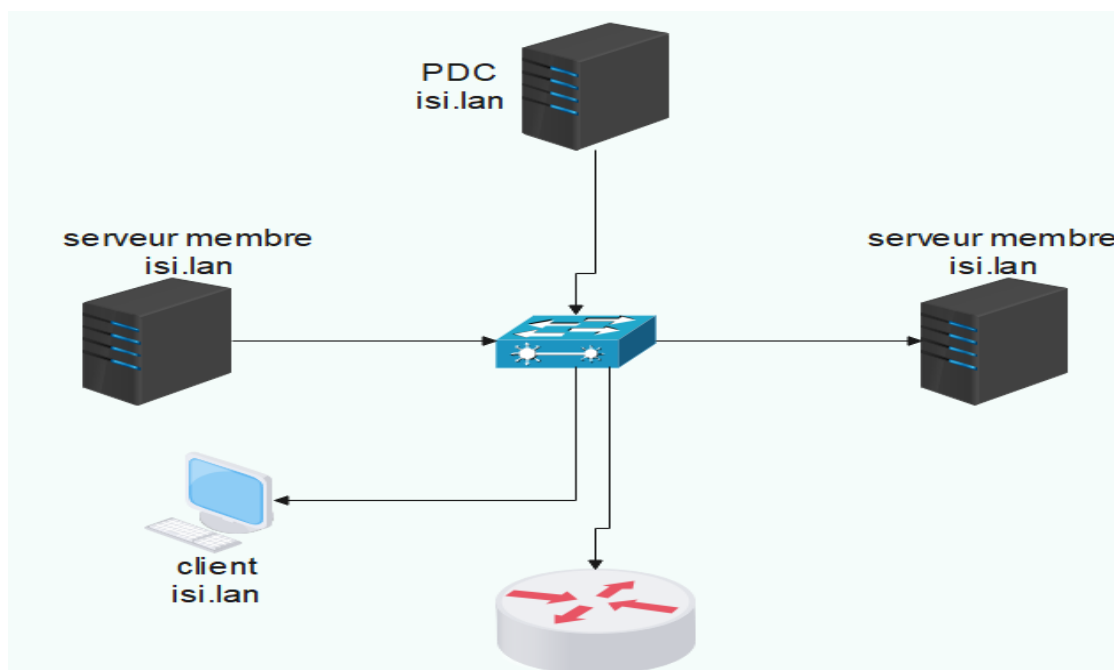 PDC
isi.lan
serveur membre
isi.lan
serveur membre
isi.lan
client
isi.lan